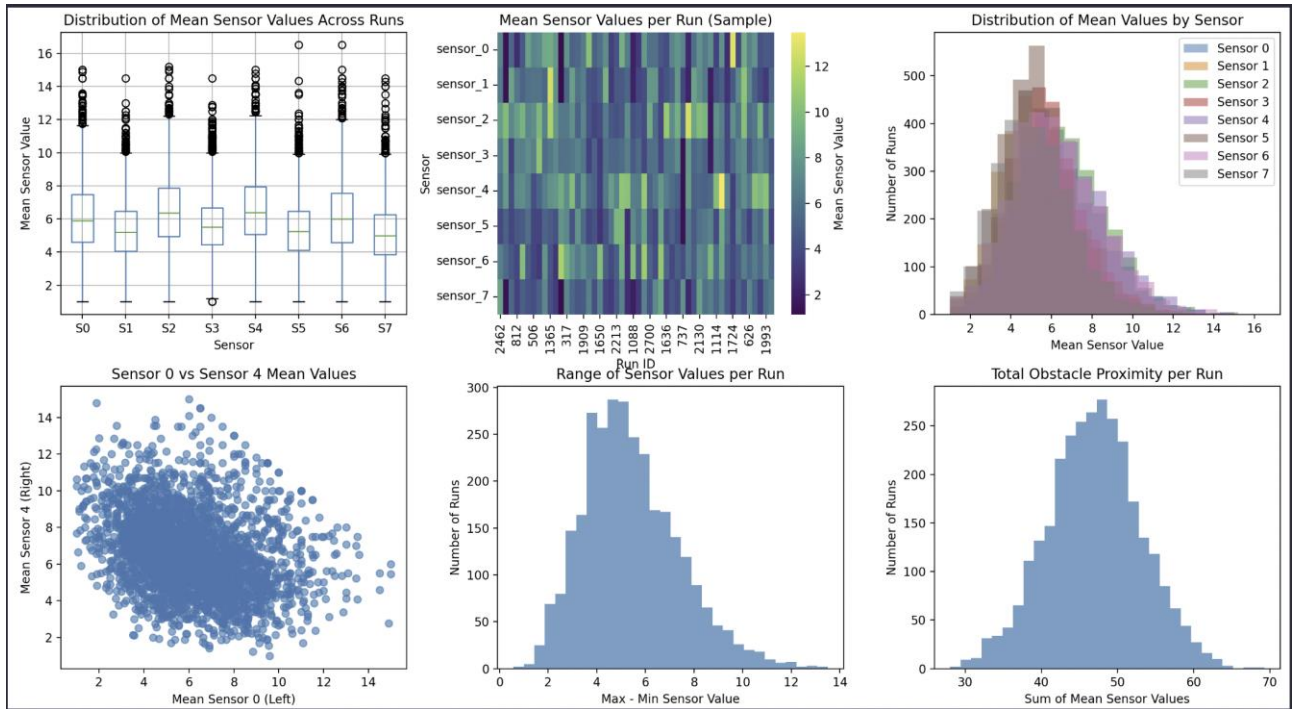 Distribution of Mean Sensor Values Across Runs
Mean Sensor Value
16
14
12
10
8
6
4
2
S0 S1 S2 S3 S4 S5 S6 S7
Sensor
Mean Sensor Values per Run (Sample)
Sensor
sensor_0
sensor_1
sensor_2
sensor_3
sensor_4
sensor_5
sensor_6
sensor_7
2462 812 506 1365 317 1909 1650 2213 1088 2700 1636 737 2130 1114 1724 626 1993
Run ID
12
10
8
6
4
2
Mean Sensor Value
Distribution of Mean Values by Sensor
Number of Runs
500
400
300
200
100
0
2 4 6 8 10 12 14 16
Mean Sensor Value
Sensor 0
Sensor 1
Sensor 2
Sensor 3
Sensor 4
Sensor 5
Sensor 6
Sensor 7
Sensor 0 vs Sensor 4 Mean Values
Mean Sensor 4 (Right)
14
12
10
8
6
4
2
2 4 6 8 10 12 14
Mean Sensor 0 (Left)
Range of Sensor Values per Run
Number of Runs
300
250
200
150
100
50
0
0 2 4 6 8 10 12 14
Max - Min Sensor Value
Total Obstacle Proximity per Run
Number of Runs
250
200
150
100
50
0
30 40 50 60 70
Sum of Mean Sensor Values